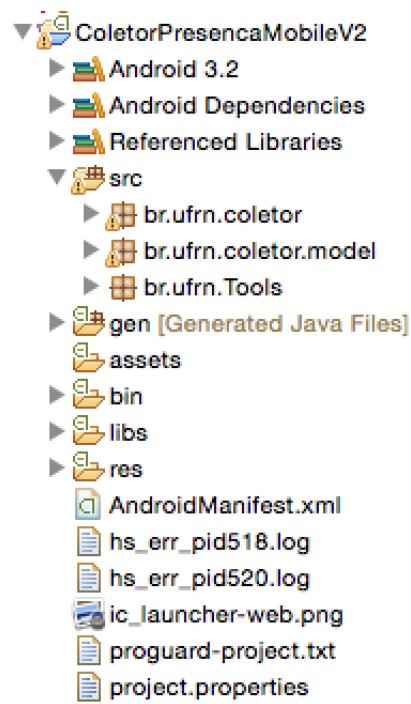 ColetorPresencaMobileV2
Android 3.2
Android Dependencies
Referenced Libraries
src
br.ufrn.coletor
br.ufrn.coletor.model
br.ufrn.Tools
gen [Generated Java Files]
assets
bin
libs
res
AndroidManifest.xml
hs_err_pid518.log
hs_err_pid520.log
ic_launcher-web.png
proguard-project.txt
project.properties